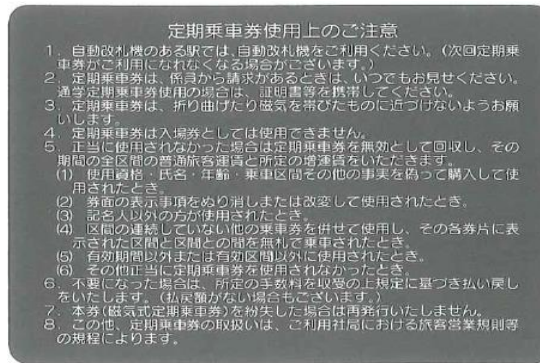 定期乗車券使用上のご注意
1．自動改札機のある駅では、自動改札機をご利用ください。（次回定期乗
車券がご利用になれなくなる場合がございます。）
2．定期乗車券は、係員から請求があるときは、いつでもお見せください。
通学定期乗車券使用の場合は、証明書等を携帯してください。
3．定期乗車券は、折り曲げたり磁気を帯びたものに近づけないようお願
いします。
4．定期乗車券は入場券としては使用できません。
5．正当に使用されなかった場合は定期乗車券を無効として回収し、その
期間の全区間の普通旅客運賃と所定の増運賃をいただきます。
(1) 使用資格・氏名・年齢・乗車区間その他の事実を偽って購入して使
用されたとき。
(2) 券面の表示事項をぬり消しまたは改変して使用されたとき。
(3) 記名人以外の方が使用されたとき。
(4) 区間の連続していない他の乗車券を併せて使用し、その各券片に表
示された区間と区間との間を無札で乗車されたとき。
(5) 有効期間以外または有効区間以外に使用されたとき。
(6) その他正当に定期乗車券を使用されなかったとき。
6．不要になった場合は、所定の手数料を収受の上規定に基づき払い戻し
をいたします。（払戻額がない場合もございます。）
7．本券(磁気式定期乗車券)を紛失した場合は再発行いたしません。
8．この他、定期乗車券の取扱いは、ご利用社局における旅客営業規則等
の規程によります。